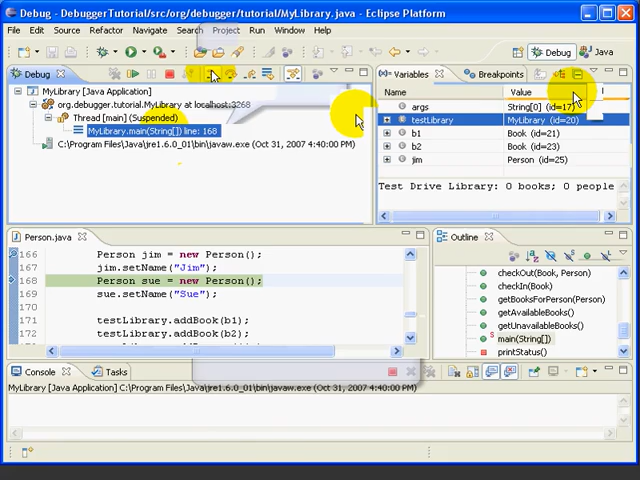 Debug - DebuggerTutorial/src/org/debugger/tutorial/MyLibrary.java - Eclipse Platform
File Edit Source Refactor Navigate Search Project Run Window Help
Debug Java
Debug
MyLibrary [Java Application]
org.debugger.tutorial.MyLibrary at localhost:3268
Thread [main] (Suspended)
MyLibrary.main(String[]) line: 168
C:\Program Files\Java\jre1.6.0_01\bin\javaw.exe (Oct 31, 2007 4:40:00 PM)
Variables Breakpoints
Name Value
args String[0] (id=17)
testLibrary MyLibrary (id=20)
b1 Book (id=21)
b2 Book (id=23)
jim Person (id=25)
Test Drive Library: 0 books; 0 people
Person.java
166 Person jim = new Person();
167 jim.setName("Jim");
168 Person sue = new Person();
169 sue.setName("Sue");
170
171 testLibrary.addBook(b1);
172 testLibrary.addBook(b2);
Outline
checkOut(Book, Person)
checkIn(Book)
getBooksForPerson(Person)
getAvailableBooks()
getUnavailableBooks()
main(String[])
printStatus()
Console Tasks
MyLibrary [Java Application] C:\Program Files\Java\jre1.6.0_01\bin\javaw.exe (Oct 31, 2007 4:40:00 PM)